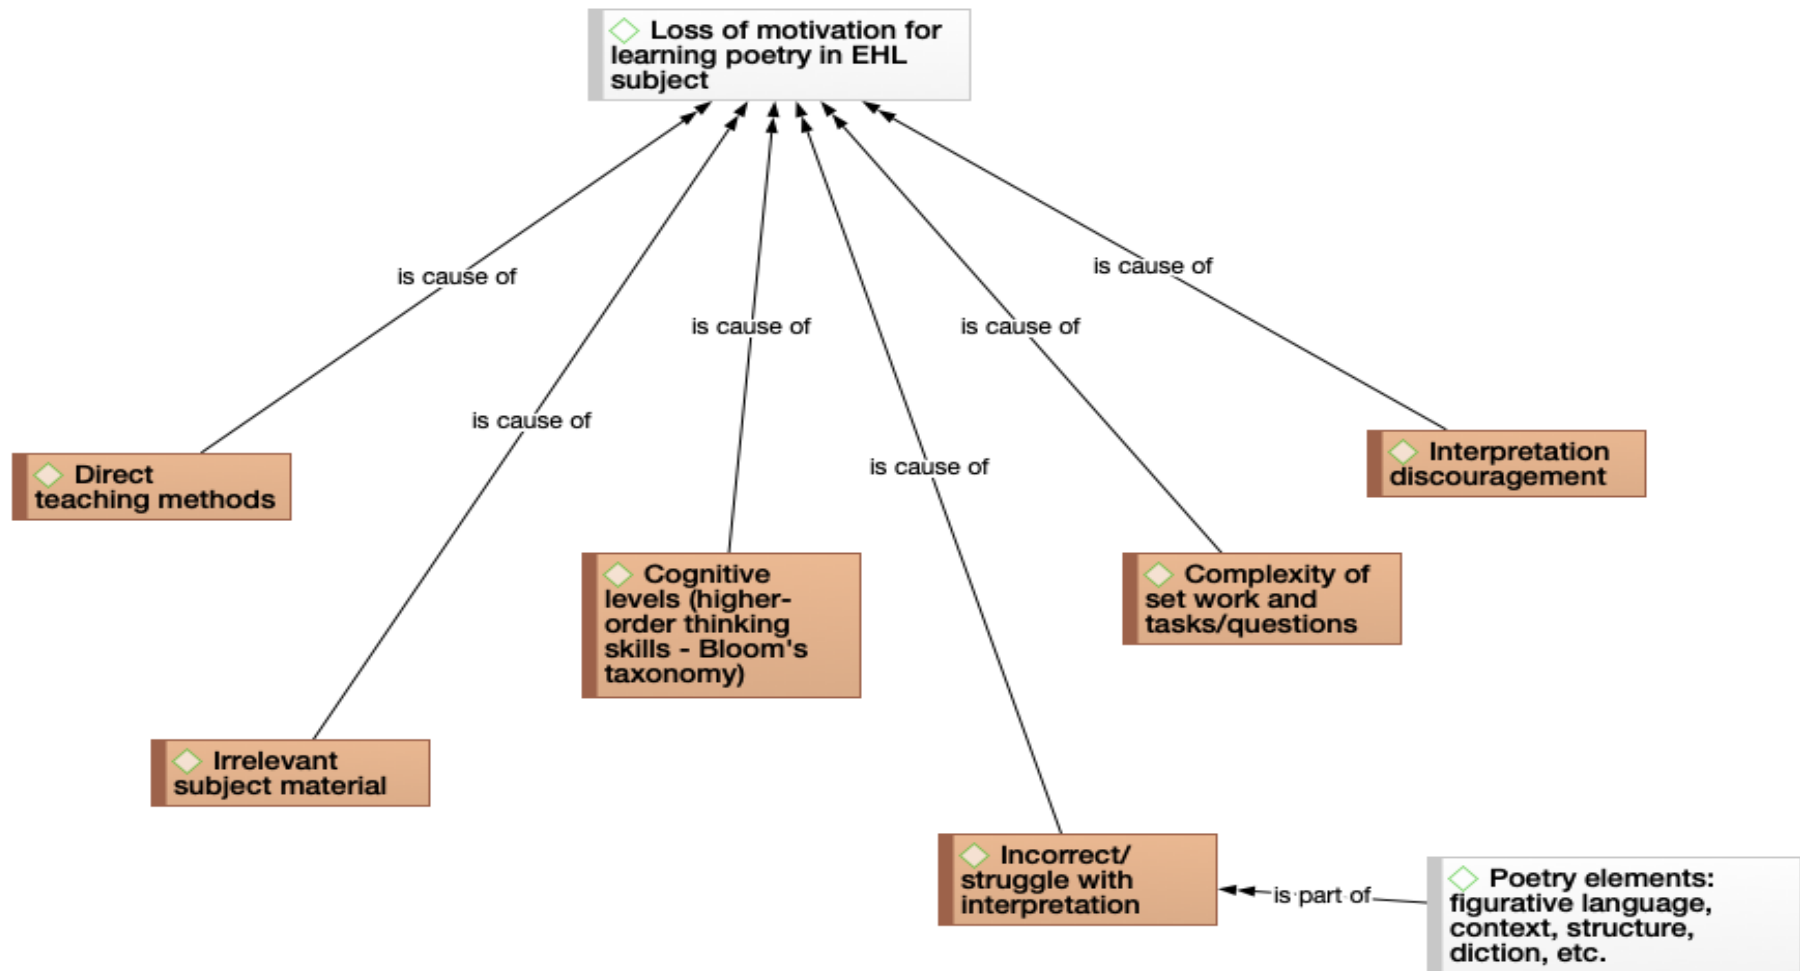 Loss of motivation for
learning poetry in EHL
subject
is cause of
is cause of
is cause of
is cause of
is cause of
is cause of
Direct
teaching methods
Interpretation
discouragement
Cognitive
levels (higher-
order thinking
skills - Bloom's
taxonomy)
Complexity of
set work and
tasks/questions
Irrelevant
subject material
Incorrect/
struggle with
interpretation
is part of
Poetry elements:
figurative language,
context, structure,
diction, etc.